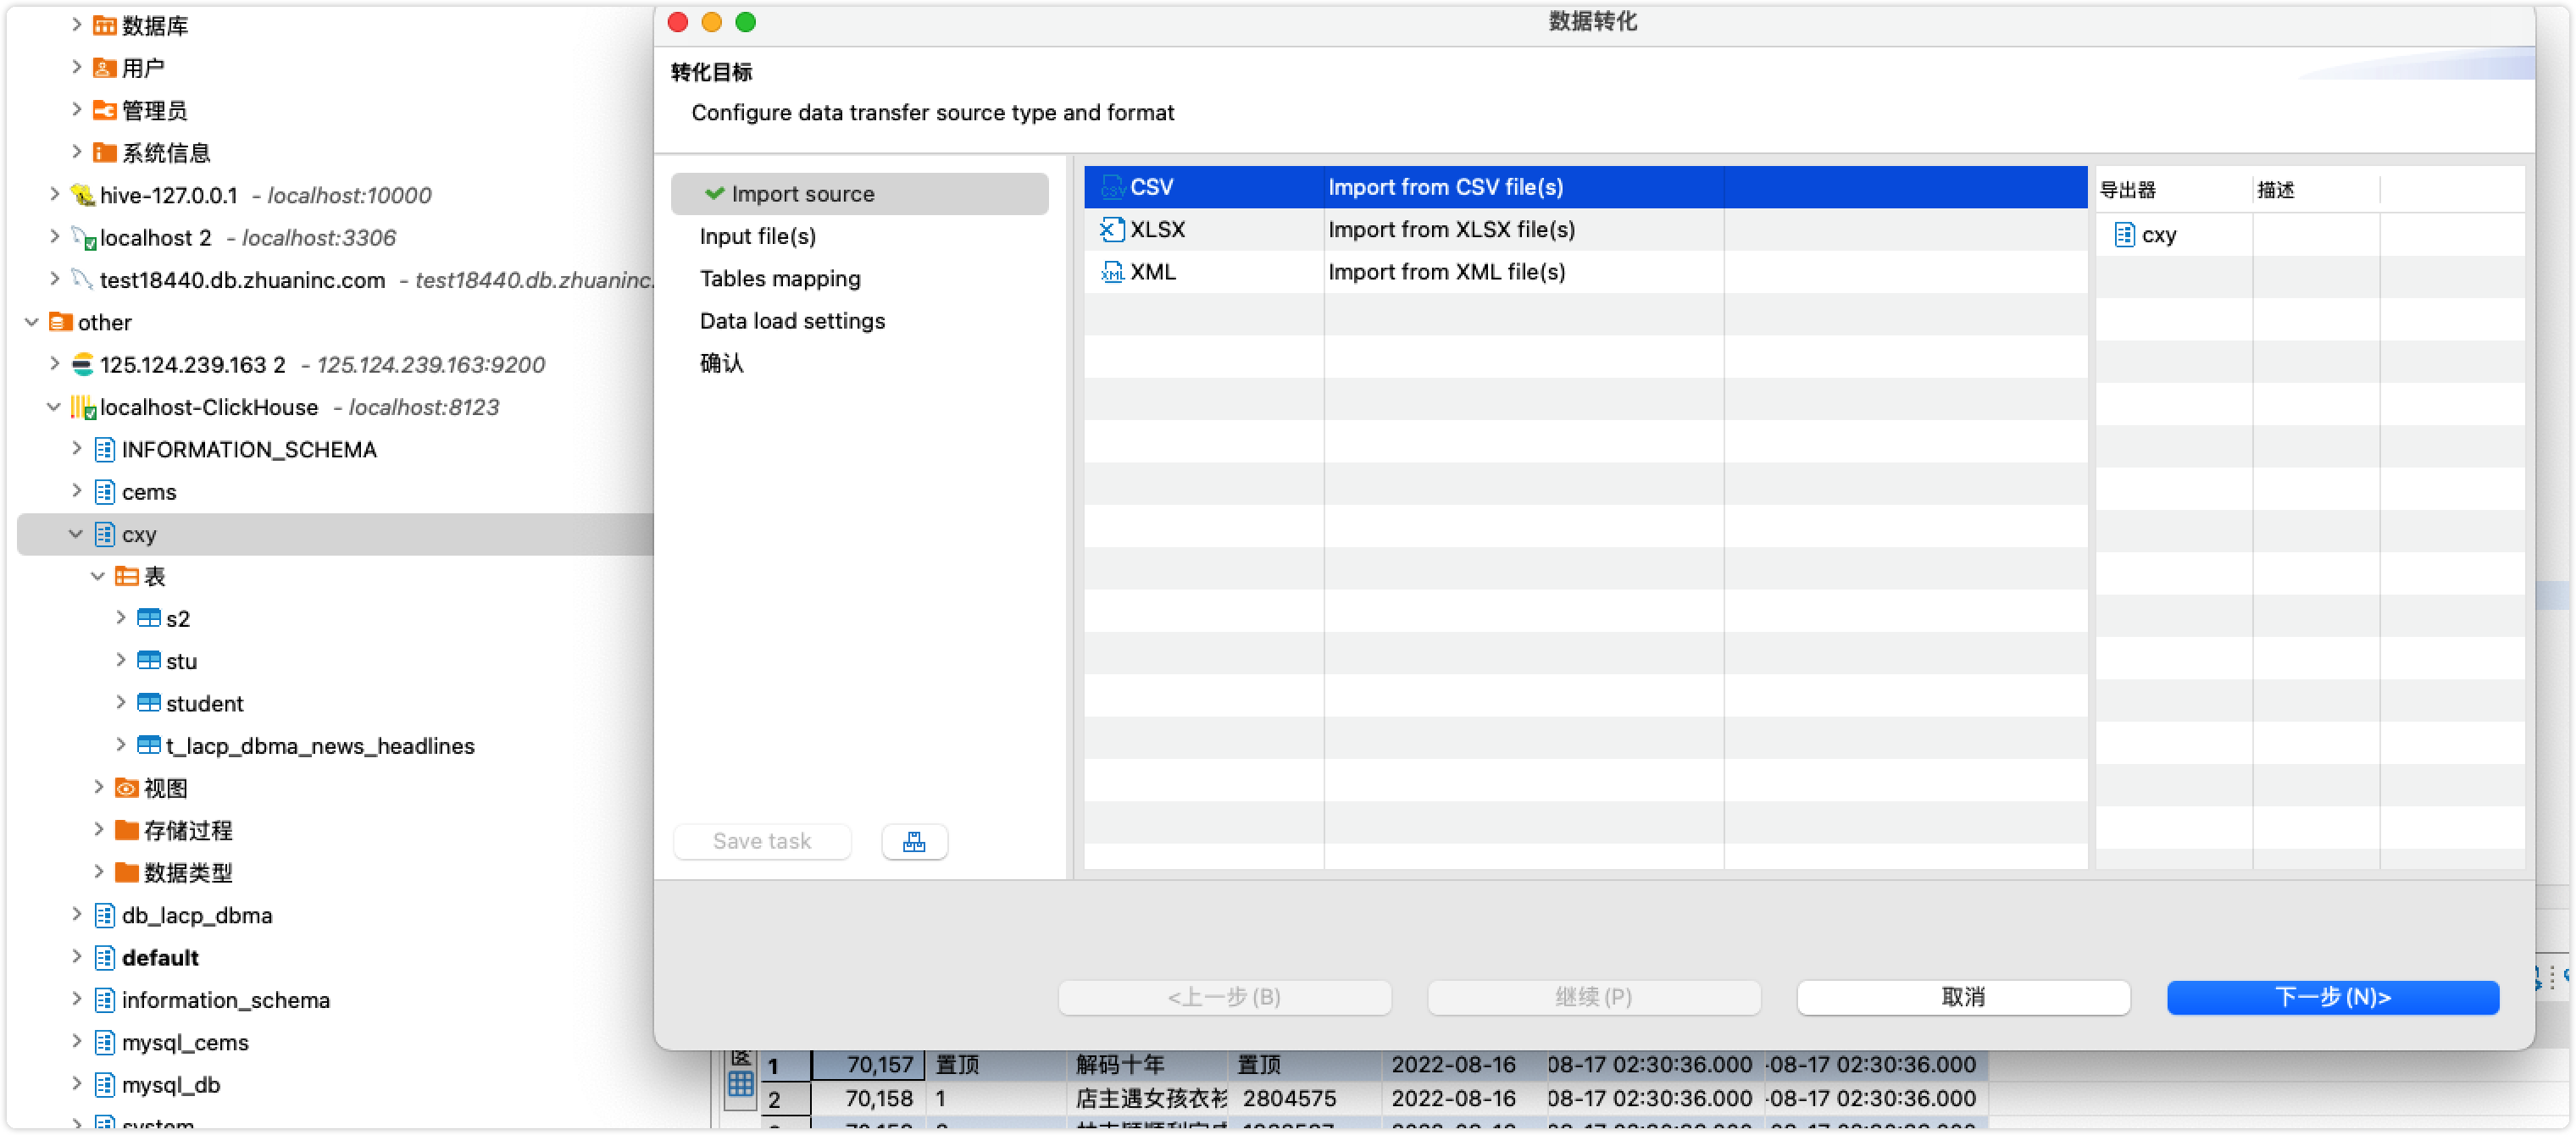 数据库
用户
管理员
系统信息
hive-127.0.0.1 - localhost:10000
localhost 2 - localhost:3306
test18440.db.zhuaninc.com - test18440.db.zhuaninc.
other
125.124.239.163 2 - 125.124.239.163:9200
localhost-ClickHouse - localhost:8123
INFORMATION_SCHEMA
cems
cxy
表
s2
stu
student
t_lacp_dbma_news_headlines
视图
存储过程
数据类型
db_lacp_dbma
default
information_schema
mysql_cems
mysql_db
system
数据转化
转化目标
Configure data transfer source type and format
Import source
Input file(s)
Tables mapping
Data load settings
确认
Save task
CSV Import from CSV file(s)
XLSX Import from XLSX file(s)
XML Import from XML file(s)
导出器 描述
cxy
<上一步(B)
继续(P)
取消
下一步(N)>
1 70,157 置顶 解码十年 置顶 2022-08-16 08-17 02:30:36.000 -08-17 02:30:36.000
2 70,158 1 店主遇女孩衣衫 2804575 2022-08-16 08-17 02:30:36.000 -08-17 02:30:36.000